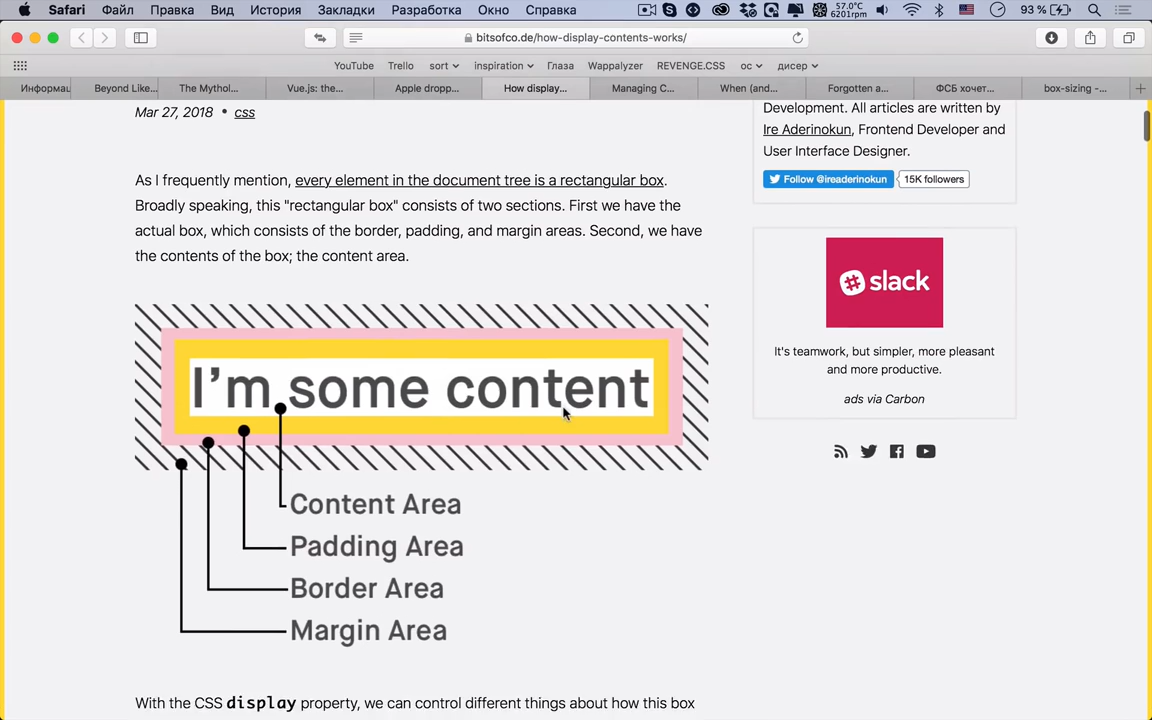 Safari Файл Правка Вид История Закладки Разработка Окно Справка 57.0°C 6201rpm 93 %
bitsofco.de/how-display-contents-works/
YouTube Trello sort inspiration Глаза Wappalyzer REVENGE.CSS ос дисер
Информац Beyond Like... The Mythol... Vue.js: the... Apple dropp... How display... Managing C... When (and... Forgotten a... ФСБ хочет... box-sizing -...
Mar 27, 2018 • css
As I frequently mention, every element in the document tree is a rectangular box.
Broadly speaking, this "rectangular box" consists of two sections. First we have the
actual box, which consists of the border, padding, and margin areas. Second, we have
the contents of the box; the content area.
I'm some content
Content Area
Padding Area
Border Area
Margin Area
With the CSS display property, we can control different things about how this box
Development. All articles are written by
Ire Aderinokun, Frontend Developer and
User Interface Designer.
Follow @ireaderinokun 15K followers
slack
It's teamwork, but simpler, more pleasant
and more productive.
ads via Carbon